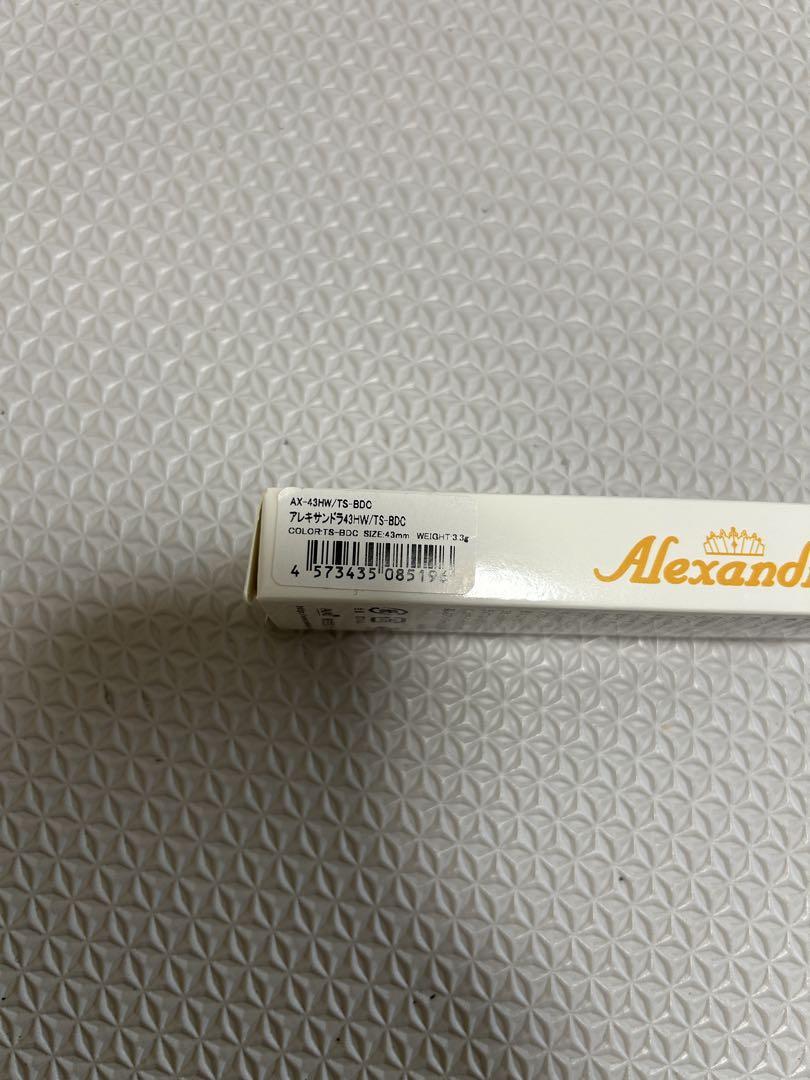 AX-43HW/TS-BDC
アレキサンドラ43HW/TS-BDC
COLOR:TS-BDC SIZE:43mm WEIGHT:3.3g
4 573435 085196
Alexand